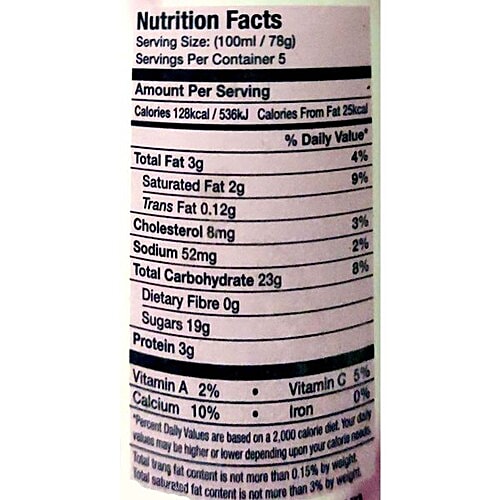 Nutrition Facts
Serving Size: (100ml / 78g)
Servings Per Container 5
Amount Per Serving
Calories 128kcal / 536kJ Calories From Fat 25kcal
% Daily Value*
Total Fat 3g 4%
Saturated Fat 2g 9%
Trans Fat 0.12g
Cholesterol 8mg 3%
Sodium 52mg 2%
Total Carbohydrate 23g 8%
Dietary Fibre 0g
Sugars 19g
Protein 3g
Vitamin A 2% • Vitamin C 5%
Calcium 10% • Iron 0%
*Percent Daily Values are based on a 2,000 calorie diet. Your daily
values may be higher or lower depending upon your calorie needs.
Total trans fat content is not more than 0.15% by weight.
Total saturated fat content is not more than 3% by weight.